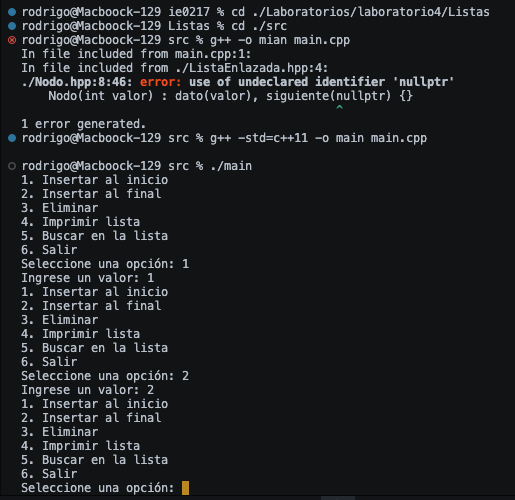 rodrigo@Macboock-129 ie0217 % cd ./Laboratorios/laboratorio4/Listas
rodrigo@Macboock-129 Listas % cd ./src
rodrigo@Macboock-129 src % g++ -o mian main.cpp
In file included from main.cpp:1:
In file included from ./ListaEnlazada.hpp:4:
./Nodo.hpp:8:46: error: use of undeclared identifier 'nullptr'
    Nodo(int valor) : dato(valor), siguiente(nullptr) {}
                                             ^
1 error generated.
rodrigo@Macboock-129 src % g++ -std=c++11 -o main main.cpp
rodrigo@Macboock-129 src % ./main
1. Insertar al inicio
2. Insertar al final
3. Eliminar
4. Imprimir lista
5. Buscar en la lista
6. Salir
Seleccione una opción: 1
Ingrese un valor: 1
1. Insertar al inicio
2. Insertar al final
3. Eliminar
4. Imprimir lista
5. Buscar en la lista
6. Salir
Seleccione una opción: 2
Ingrese un valor: 2
1. Insertar al inicio
2. Insertar al final
3. Eliminar
4. Imprimir lista
5. Buscar en la lista
6. Salir
Seleccione una opción: